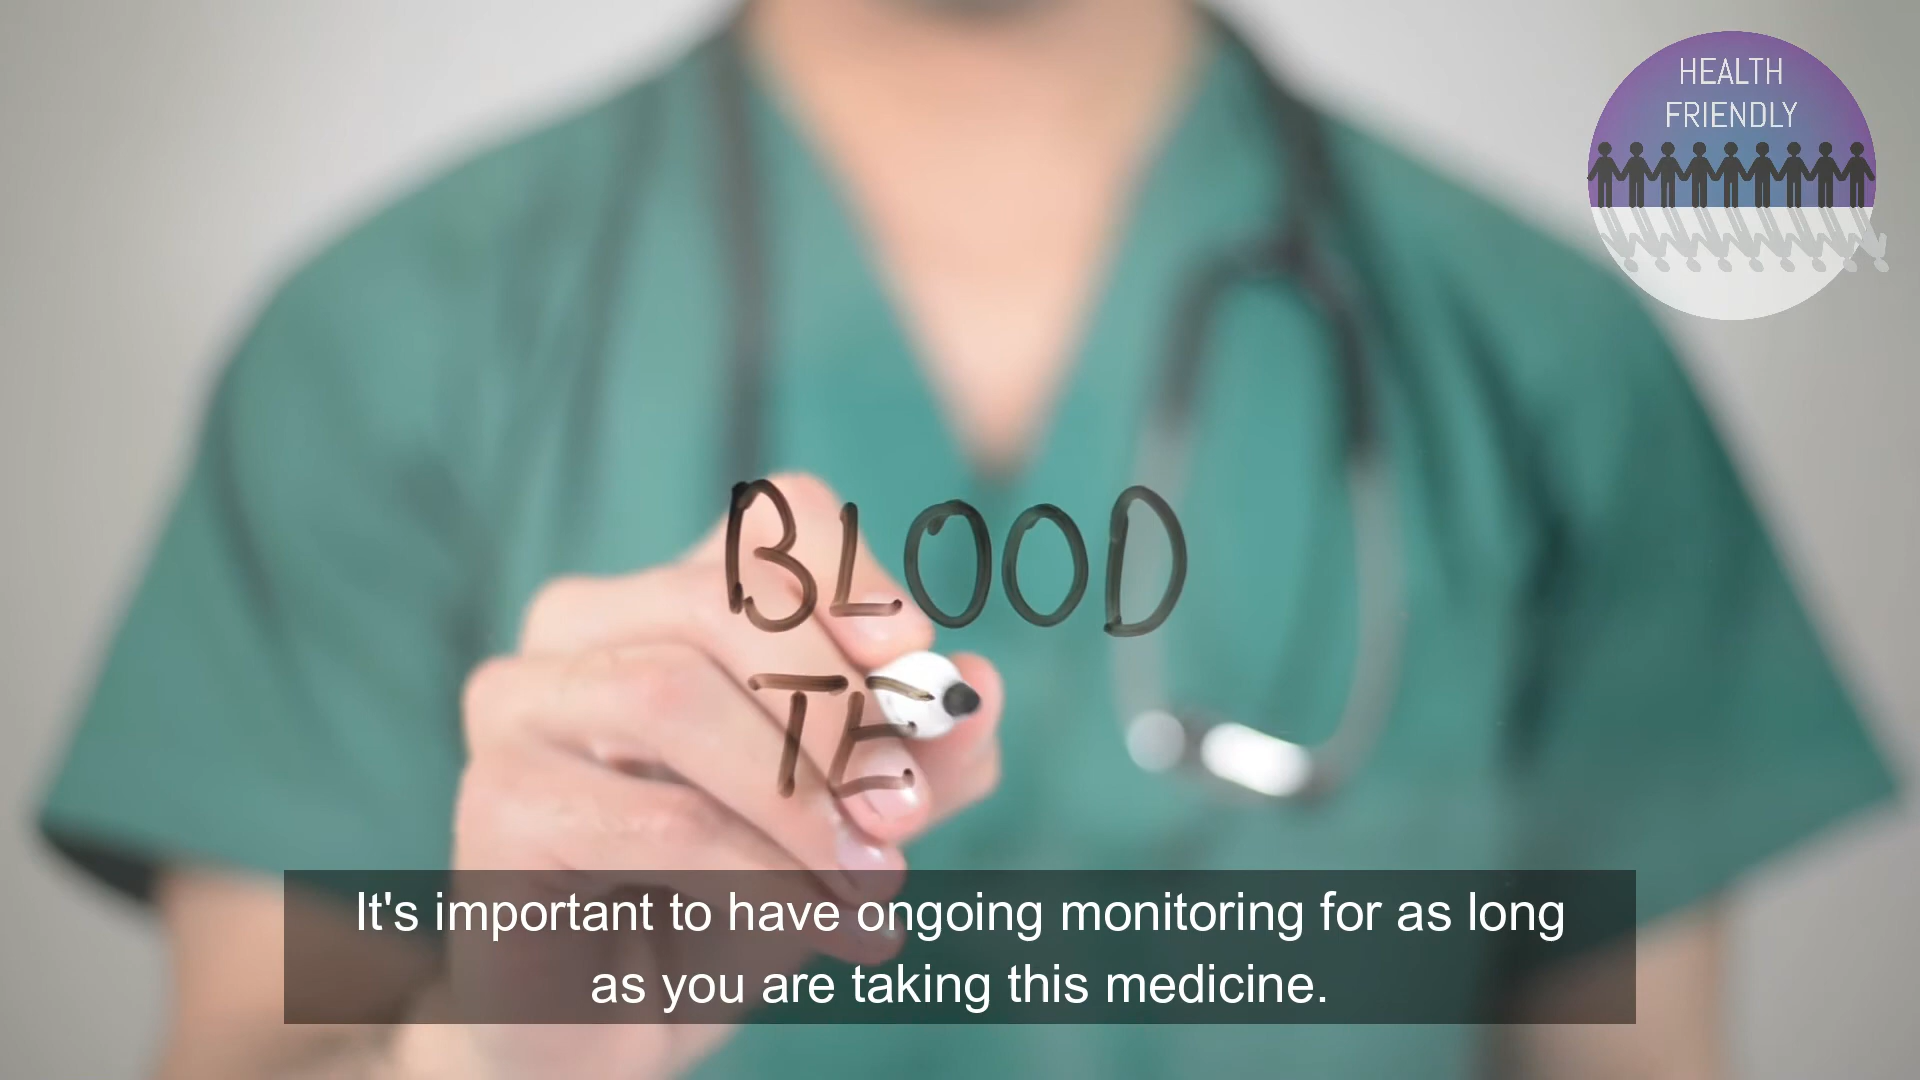 HEALTH
FRIENDLY
BLOOD
TE
It's important to have ongoing monitoring for as long
as you are taking this medicine.